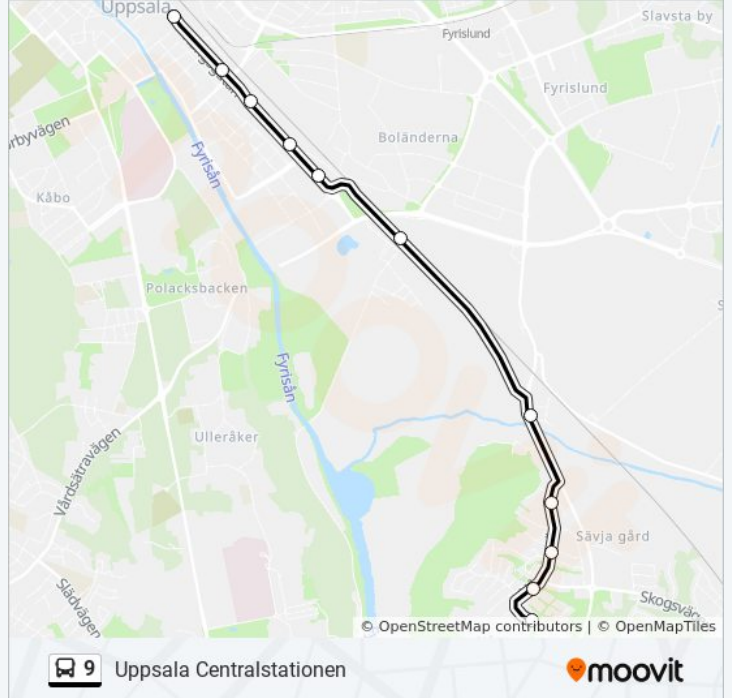 Uppsala
Slavsta by
Fyrislund
Fyrislund
Boländerna
Fyrisån
Kåbo
Polacksbacken
Fyrisån
Ulleråker
Vårdsätravägen
Sävja gård
Slädvägen
© OpenStreetMap contributors | © OpenMapTiles
9 Uppsala Centralstationen
moovit